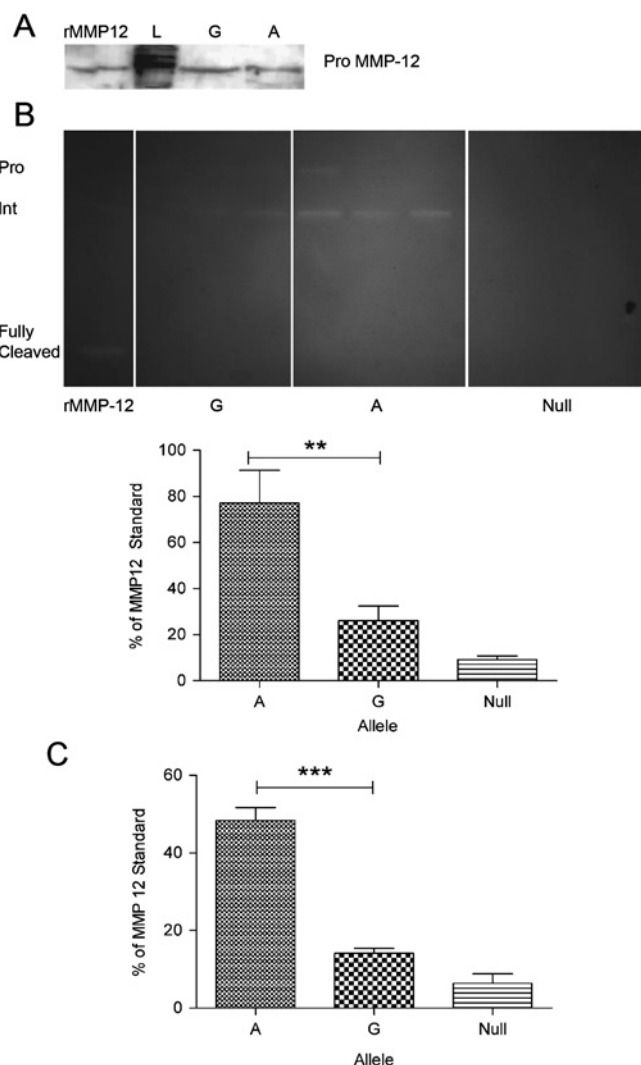 A
rMMP12 L G A
Pro MMP-12
B
Pro
Int
Fully
Cleaved
rMMP-12 G A Null
**
% of MMP12 Standard
100
80
60
40
20
0
A G Null
Allele
C
***
% of MMP 12 Standard
60
40
20
0
A G Null
Allele